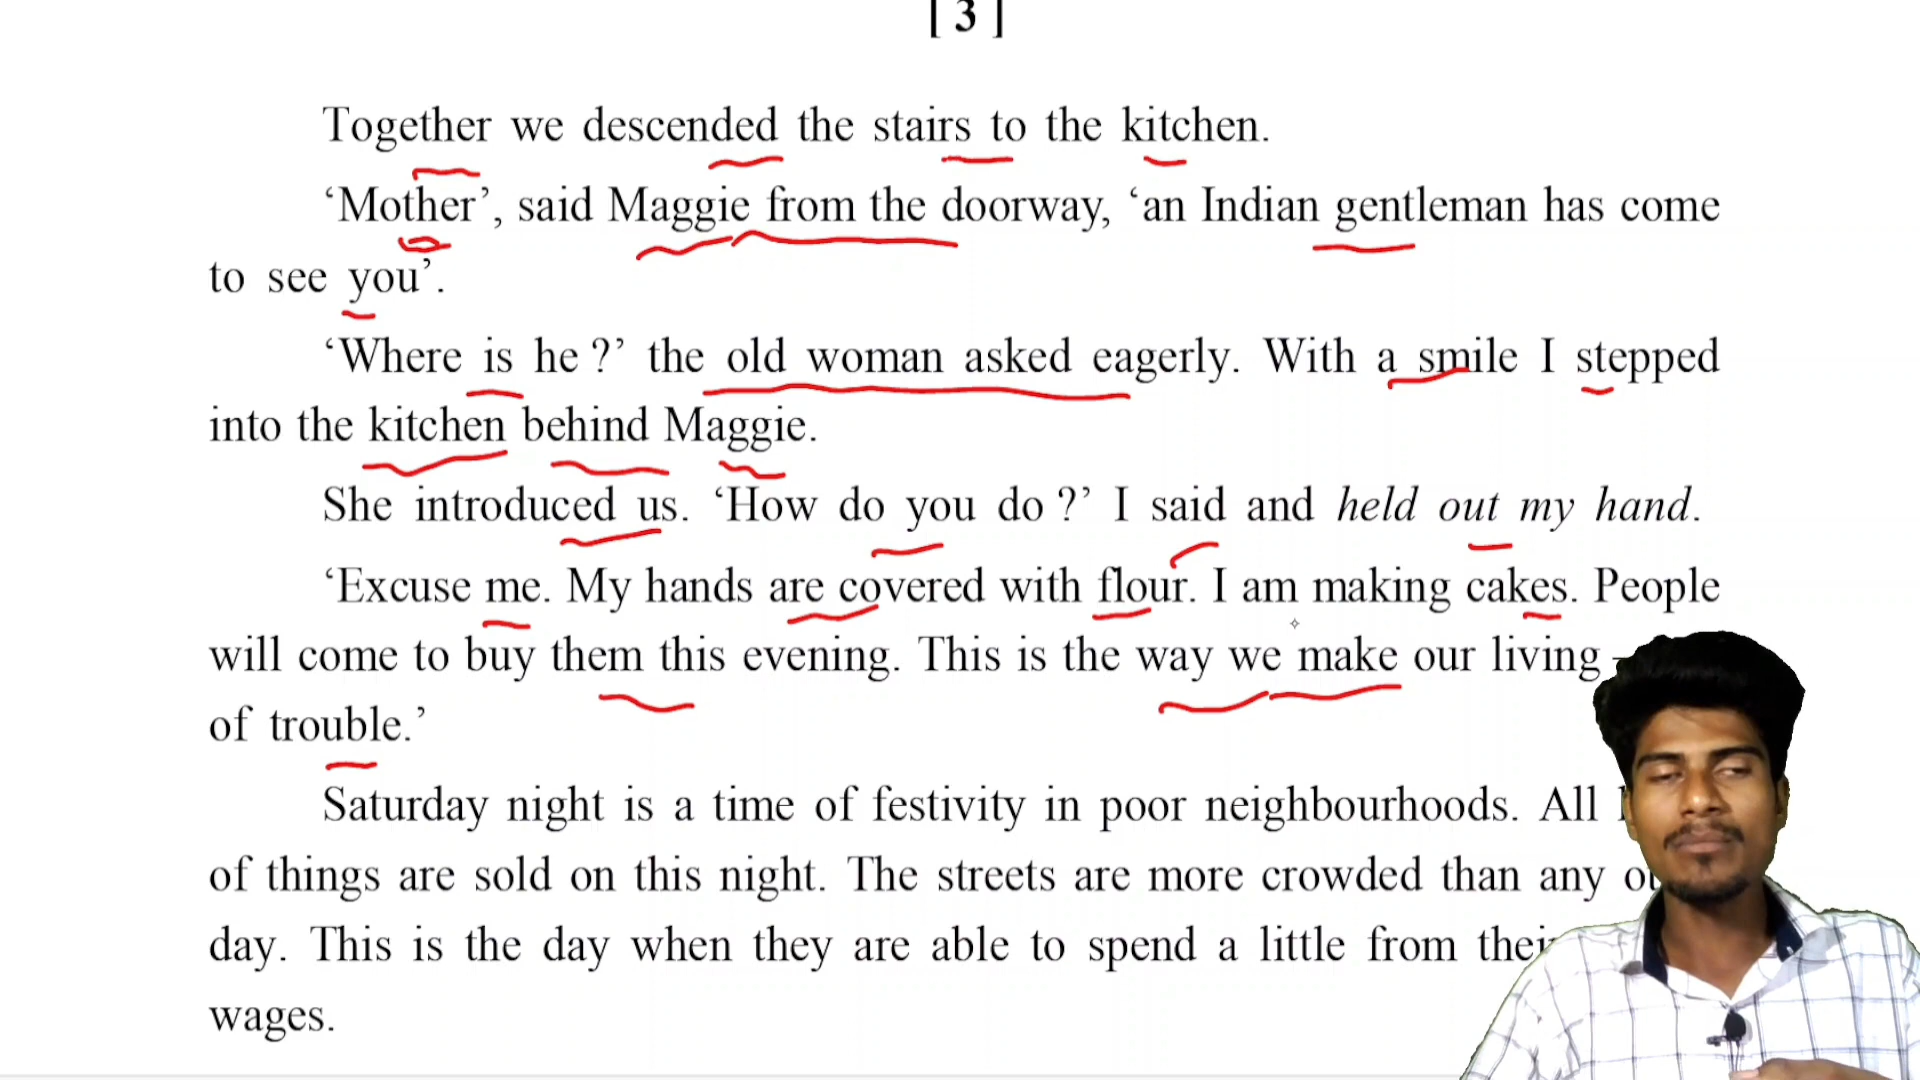 [ 3 ]
Together we descended the stairs to the kitchen.
‘Mother’, said Maggie from the doorway, ‘an Indian gentleman has come
to see you’.
‘Where is he ?’ the old woman asked eagerly. With a smile I stepped
into the kitchen behind Maggie.
She introduced us. ‘How do you do ?’ I said and held out my hand.
‘Excuse me. My hands are covered with flour. I am making cakes. People
will come to buy them this evening. This is the way we make our living
of trouble.’
Saturday night is a time of festivity in poor neighbourhoods. All
of things are sold on this night. The streets are more crowded than any
day. This is the day when they are able to spend a little from
wages.